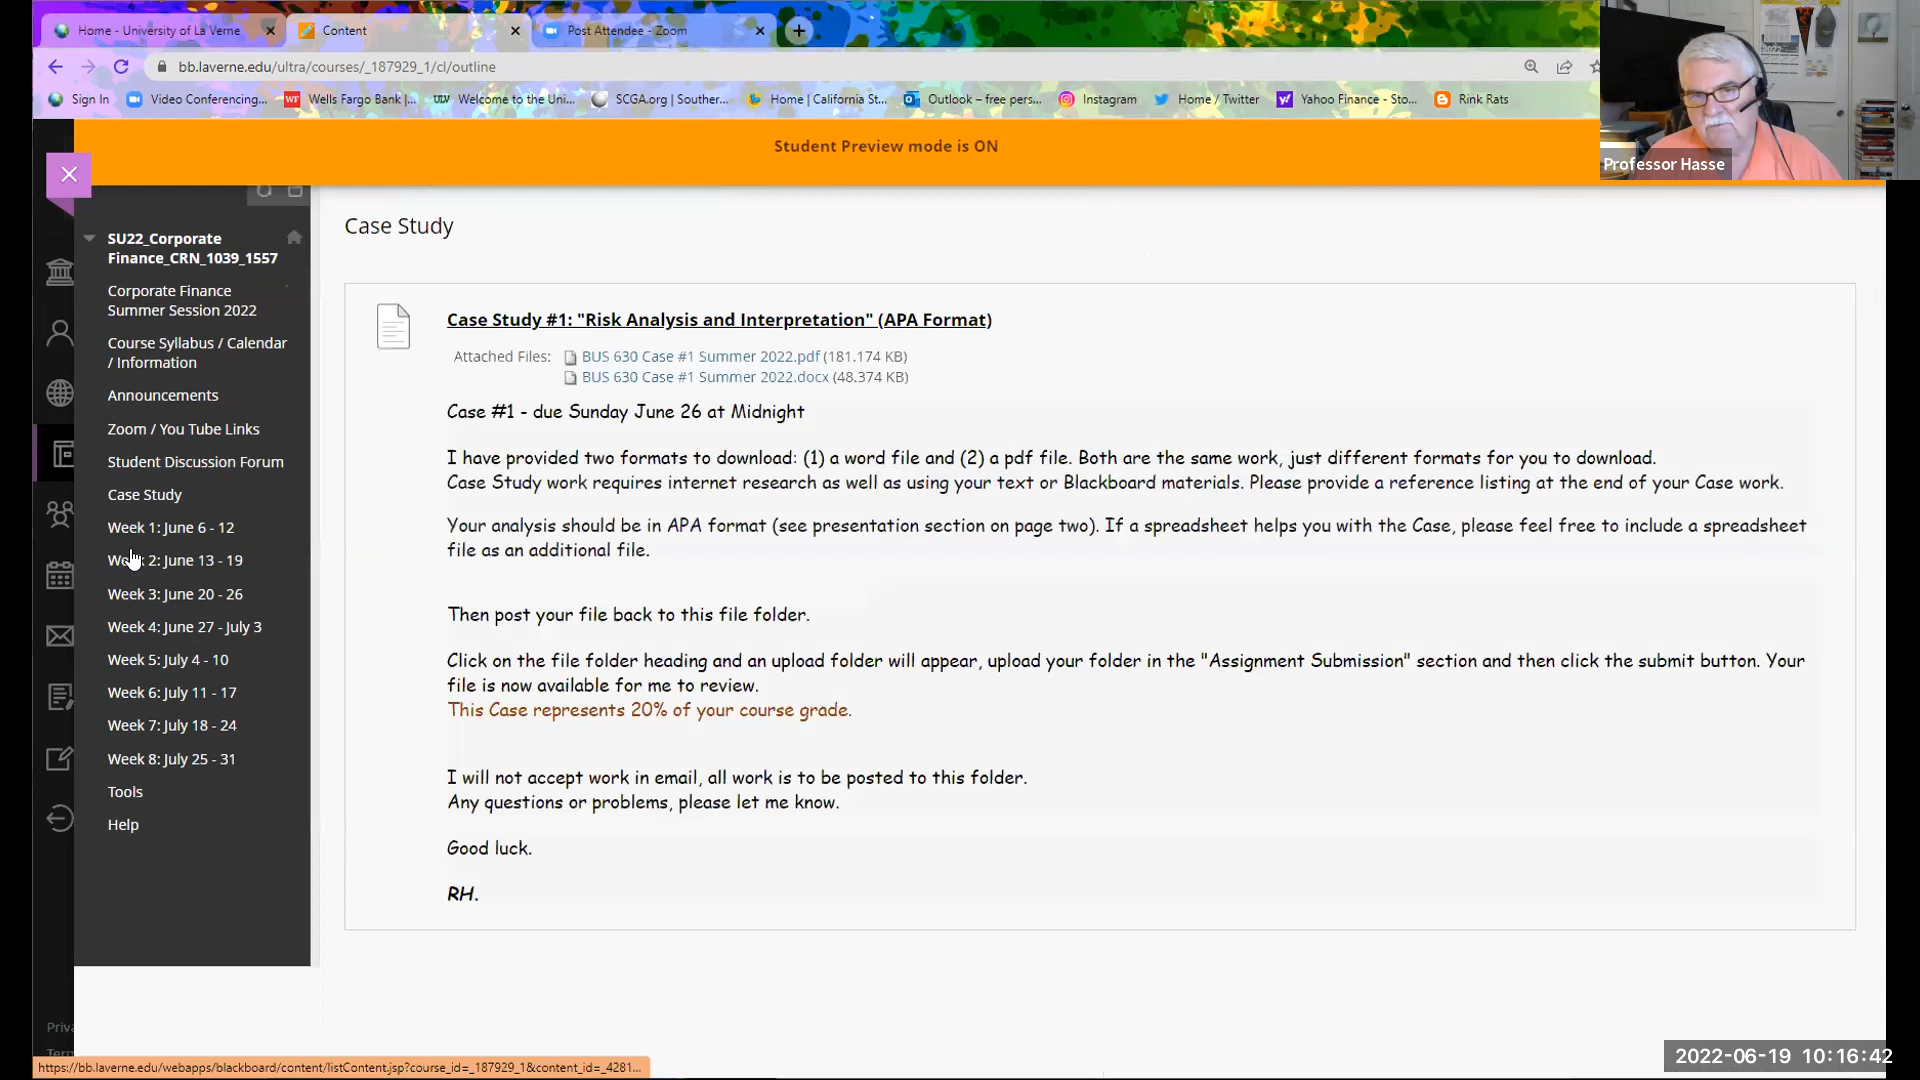 Home - University of La Verne
Content
Post Attendee - Zoom
bb.laverne.edu/ultra/courses/_187929_1/cl/outline
Sign In
Video Conferencing...
WF Wells Fargo Bank |...
ULV Welcome to the Uni...
SCGA.org | Souther...
Home | California St...
Outlook – free pers...
Instagram
Home / Twitter
Yahoo Finance - Sto...
Rink Rats
2022
Professor Hasse
Student Preview mode is ON
SU22_Corporate
Finance_CRN_1039_1557
Corporate Finance
Summer Session 2022
Course Syllabus / Calendar
/ Information
Announcements
Zoom / You Tube Links
Student Discussion Forum
Case Study
Week 1: June 6 - 12
Week 2: June 13 - 19
Week 3: June 20 - 26
Week 4: June 27 - July 3
Week 5: July 4 - 10
Week 6: July 11 - 17
Week 7: July 18 - 24
Week 8: July 25 - 31
Tools
Help
Case Study
Case Study #1: "Risk Analysis and Interpretation" (APA Format)
Attached Files: BUS 630 Case #1 Summer 2022.pdf (181.174 KB)
BUS 630 Case #1 Summer 2022.docx (48.374 KB)
Case #1 - due Sunday June 26 at Midnight
I have provided two formats to download: (1) a word file and (2) a pdf file. Both are the same work, just different formats for you to download.
Case Study work requires internet research as well as using your text or Blackboard materials. Please provide a reference listing at the end of your Case work.
Your analysis should be in APA format (see presentation section on page two). If a spreadsheet helps you with the Case, please feel free to include a spreadsheet
file as an additional file.
Then post your file back to this file folder.
Click on the file folder heading and an upload folder will appear, upload your folder in the "Assignment Submission" section and then click the submit button. Your
file is now available for me to review.
This Case represents 20% of your course grade.
I will not accept work in email, all work is to be posted to this folder.
Any questions or problems, please let me know.
Good luck.
RH.
Priva
https://bb.laverne.edu/webapps/blackboard/content/listContent.jsp?course_id=_187929_1&content_id=_4281...
2022-06-19 10:16:42